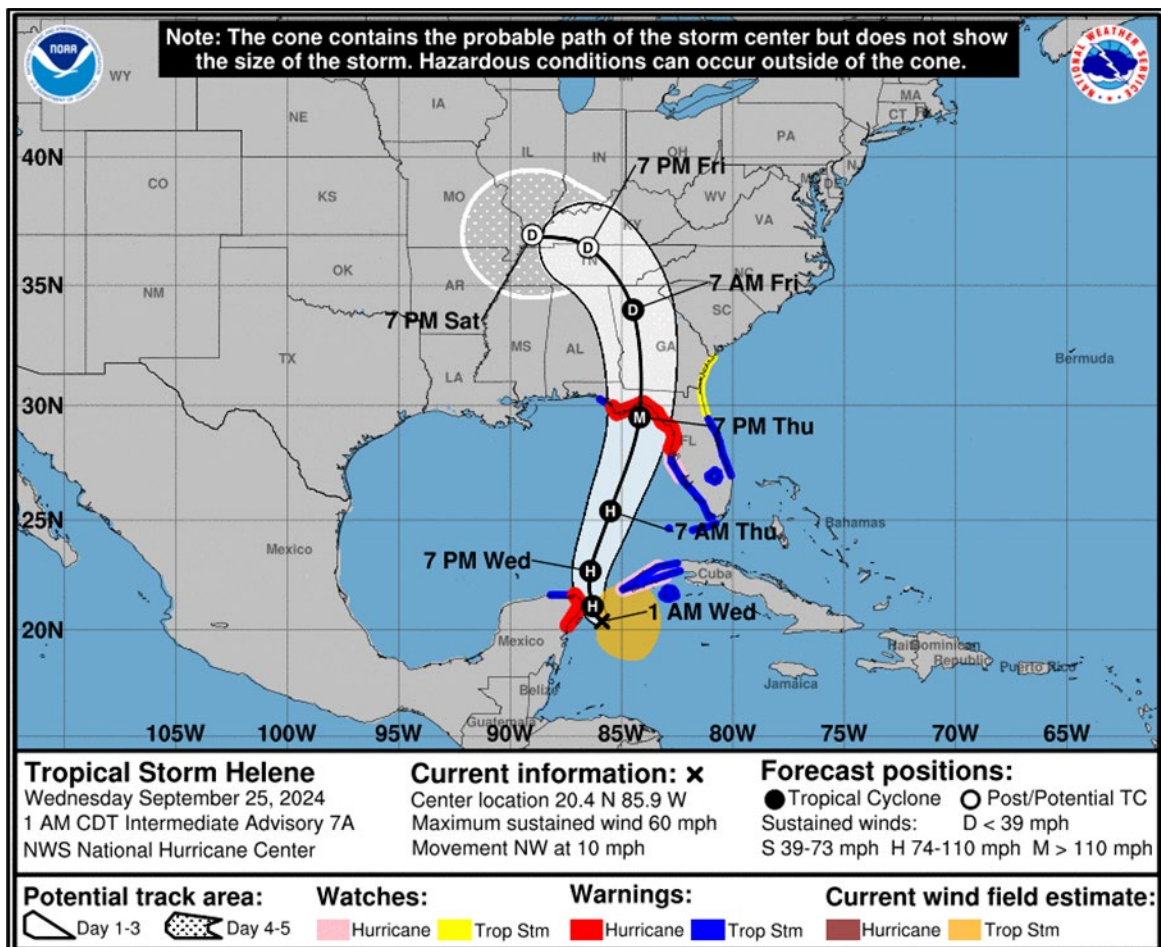 Note: The cone contains the probable path of the storm center but does not show
the size of the storm. Hazardous conditions can occur outside of the cone.
NOAA
NATIONAL WEATHER SERVICE
WY
IA
NE
MA
CT
PA
40N
IL
IN
OH
7 PM Fri
CO
KS
MO
WV
VA
KY
DE
35N
NM
OK
AR
TN
NC
7 AM Fri
SC
7 PM Sat
TX
MS
AL
GA
LA
Bermuda
30N
FL
7 PM Thu
25N
7 AM Thu
Mexico
Bahamas
7 PM Wed
Cuba
1 AM Wed
20N
Mexico
Haiti
Dominican
Republic
Puerto Rico
Jamaica
Belize
Guatemala
D
D
D
M
H
H
H
105W 100W 95W 90W 85W 80W 75W 70W 65W
Tropical Storm Helene
Wednesday September 25, 2024
1 AM CDT Intermediate Advisory 7A
NWS National Hurricane Center
Current information: ×
Center location 20.4 N 85.9 W
Maximum sustained wind 60 mph
Movement NW at 10 mph
Forecast positions:
● Tropical Cyclone ○ Post/Potential TC
Sustained winds: D < 39 mph
S 39-73 mph H 74-110 mph M > 110 mph
Potential track area:
Day 1-3 Day 4-5
Watches:
Hurricane Trop Stm
Warnings:
Hurricane Trop Stm
Current wind field estimate:
Hurricane Trop Stm